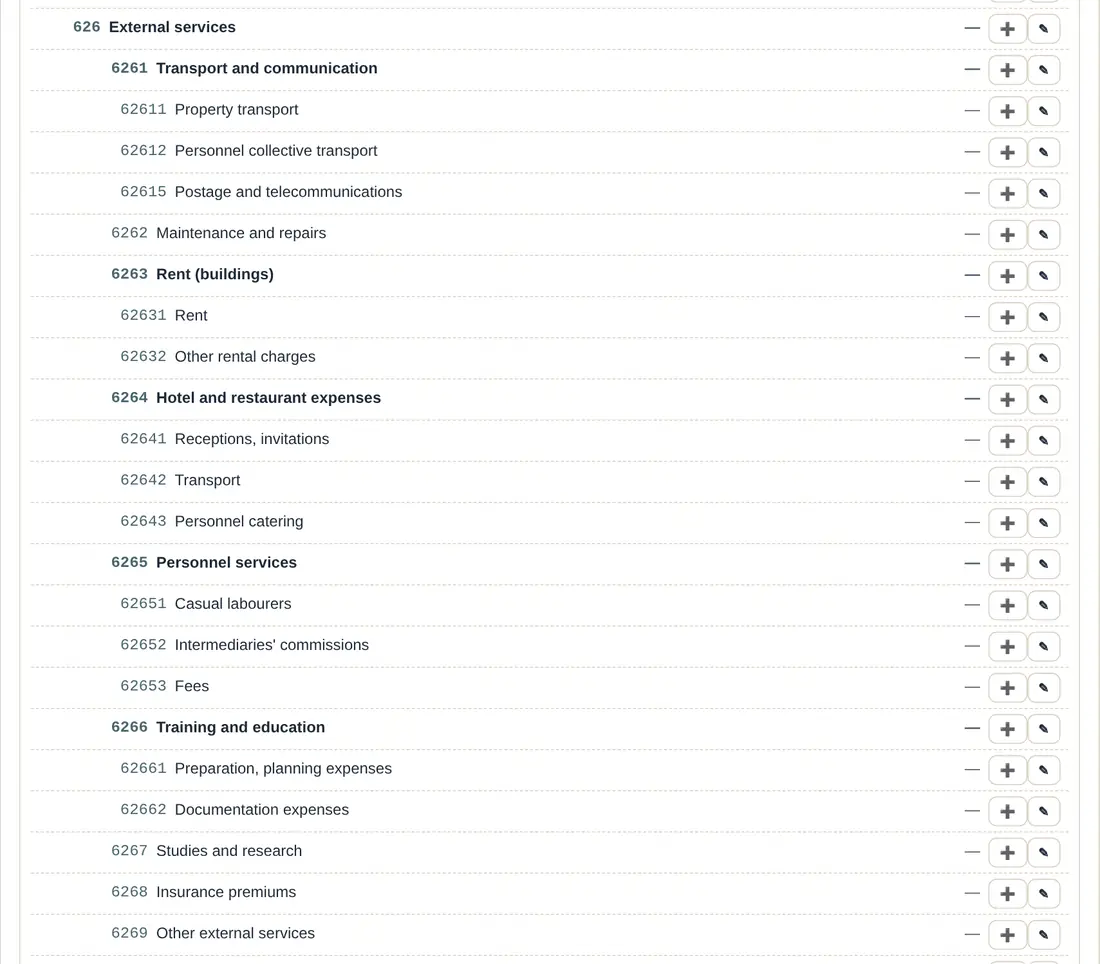 626 External services —
6261 Transport and communication —
62611 Property transport —
62612 Personnel collective transport —
62615 Postage and telecommunications —
6262 Maintenance and repairs —
6263 Rent (buildings) —
62631 Rent —
62632 Other rental charges —
6264 Hotel and restaurant expenses —
62641 Receptions, invitations —
62642 Transport —
62643 Personnel catering —
6265 Personnel services —
62651 Casual labourers —
62652 Intermediaries' commissions —
62653 Fees —
6266 Training and education —
62661 Preparation, planning expenses —
62662 Documentation expenses —
6267 Studies and research —
6268 Insurance premiums —
6269 Other external services —